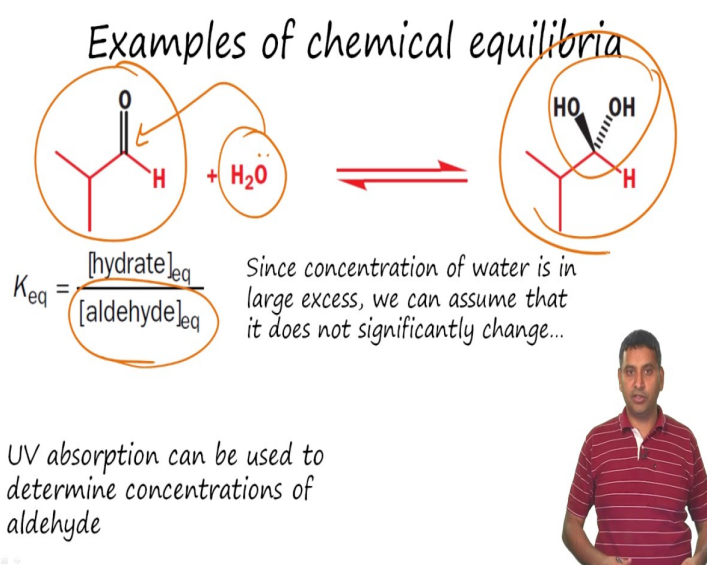 Examples of chemical equilibria
O
H
+ H₂Ö
HO OH
H
Keq = [hydrate]eq
[aldehyde]eq
Since concentration of water is in
large excess, we can assume that
it does not significantly change...
UV absorption can be used to
determine concentrations of
aldehyde